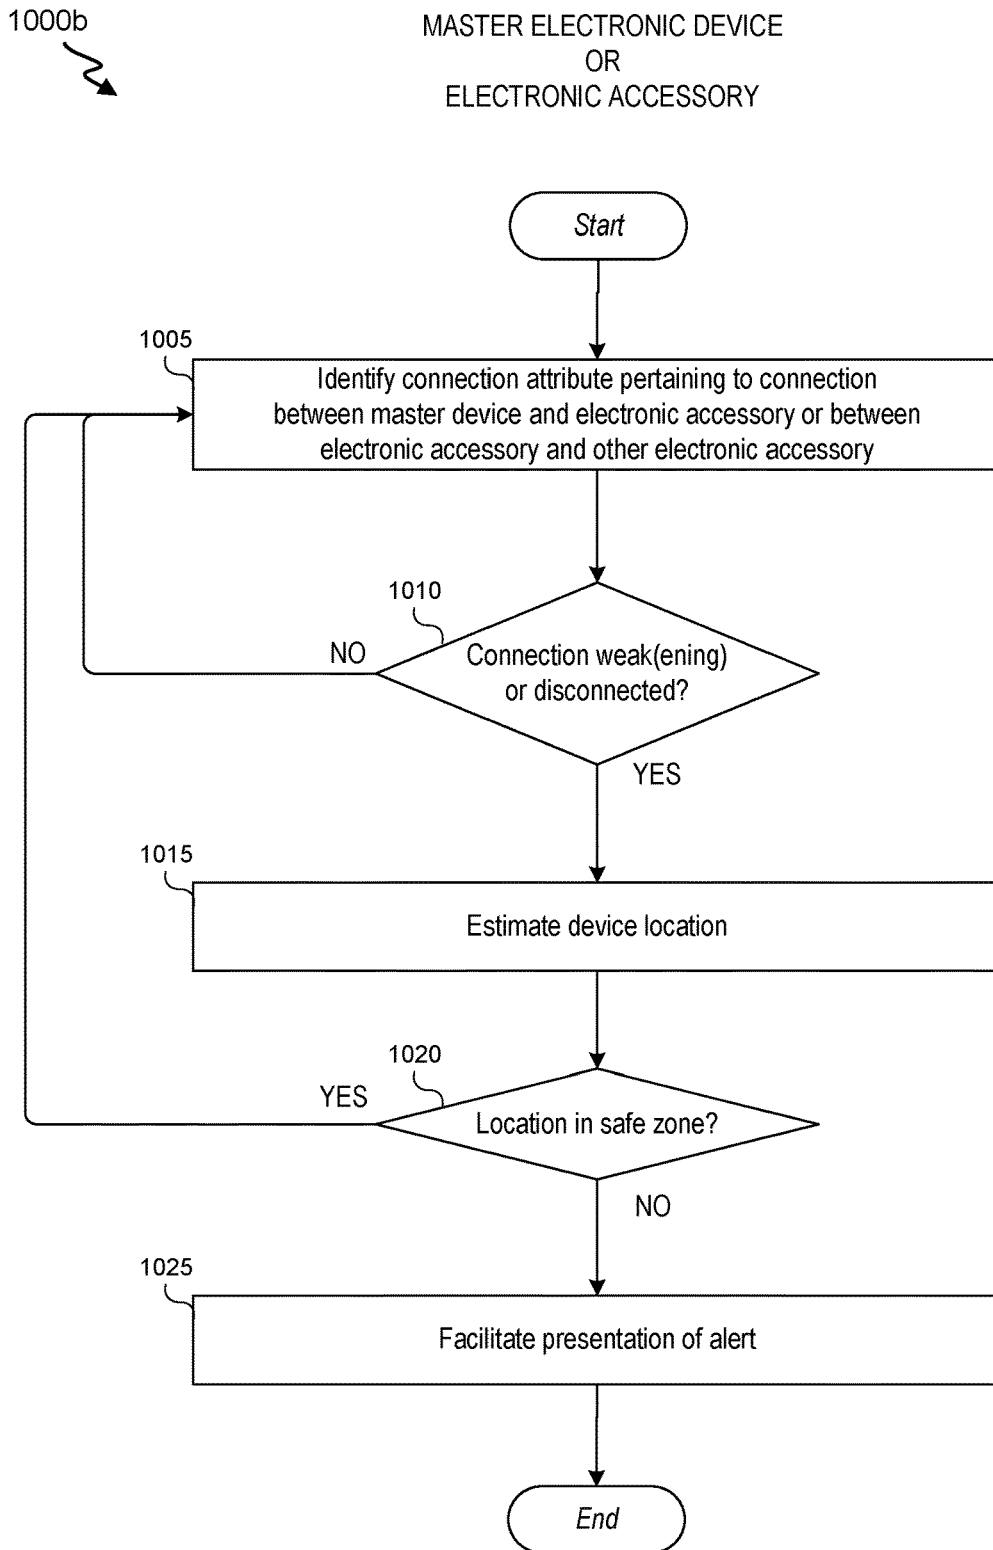 1000b
MASTER ELECTRONIC DEVICE
OR
ELECTRONIC ACCESSORY
Start
1005
Identify connection attribute pertaining to connection
between master device and electronic accessory or between
electronic accessory and other electronic accessory
1010
NO
Connection weak(ening)
or disconnected?
YES
1015
Estimate device location
1020
YES
Location in safe zone?
NO
1025
Facilitate presentation of alert
End